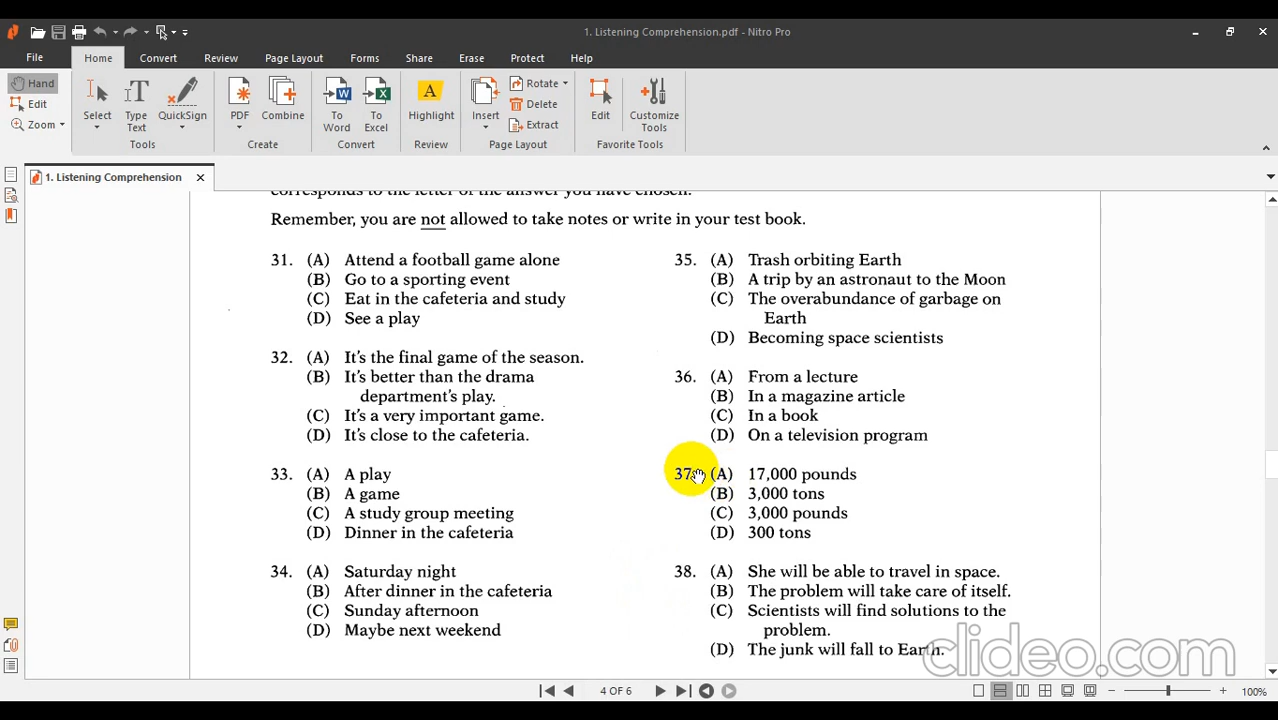 1. Listening Comprehension.pdf - Nitro Pro
File Home Convert Review Page Layout Forms Share Erase Protect Help
Hand
Edit
Zoom
Select
Type Text
QuickSign
Tools
PDF
Combine
Create
To Word
To Excel
Convert
Highlight
Review
Insert
Rotate
Delete
Extract
Page Layout
Edit
Customize Tools
Favorite Tools
1. Listening Comprehension
corresponds to the letter of the answer you have chosen.
Remember, you are not allowed to take notes or write in your test book.
31. (A) Attend a football game alone
(B) Go to a sporting event
(C) Eat in the cafeteria and study
(D) See a play
32. (A) It's the final game of the season.
(B) It's better than the drama
department's play.
(C) It's a very important game.
(D) It's close to the cafeteria.
33. (A) A play
(B) A game
(C) A study group meeting
(D) Dinner in the cafeteria
34. (A) Saturday night
(B) After dinner in the cafeteria
(C) Sunday afternoon
(D) Maybe next weekend
35. (A) Trash orbiting Earth
(B) A trip by an astronaut to the Moon
(C) The overabundance of garbage on
Earth
(D) Becoming space scientists
36. (A) From a lecture
(B) In a magazine article
(C) In a book
(D) On a television program
37. (A) 17,000 pounds
(B) 3,000 tons
(C) 3,000 pounds
(D) 300 tons
38. (A) She will be able to travel in space.
(B) The problem will take care of itself.
(C) Scientists will find solutions to the
problem.
(D) The junk will fall to Earth.
clideo.com
4 OF 6
100%